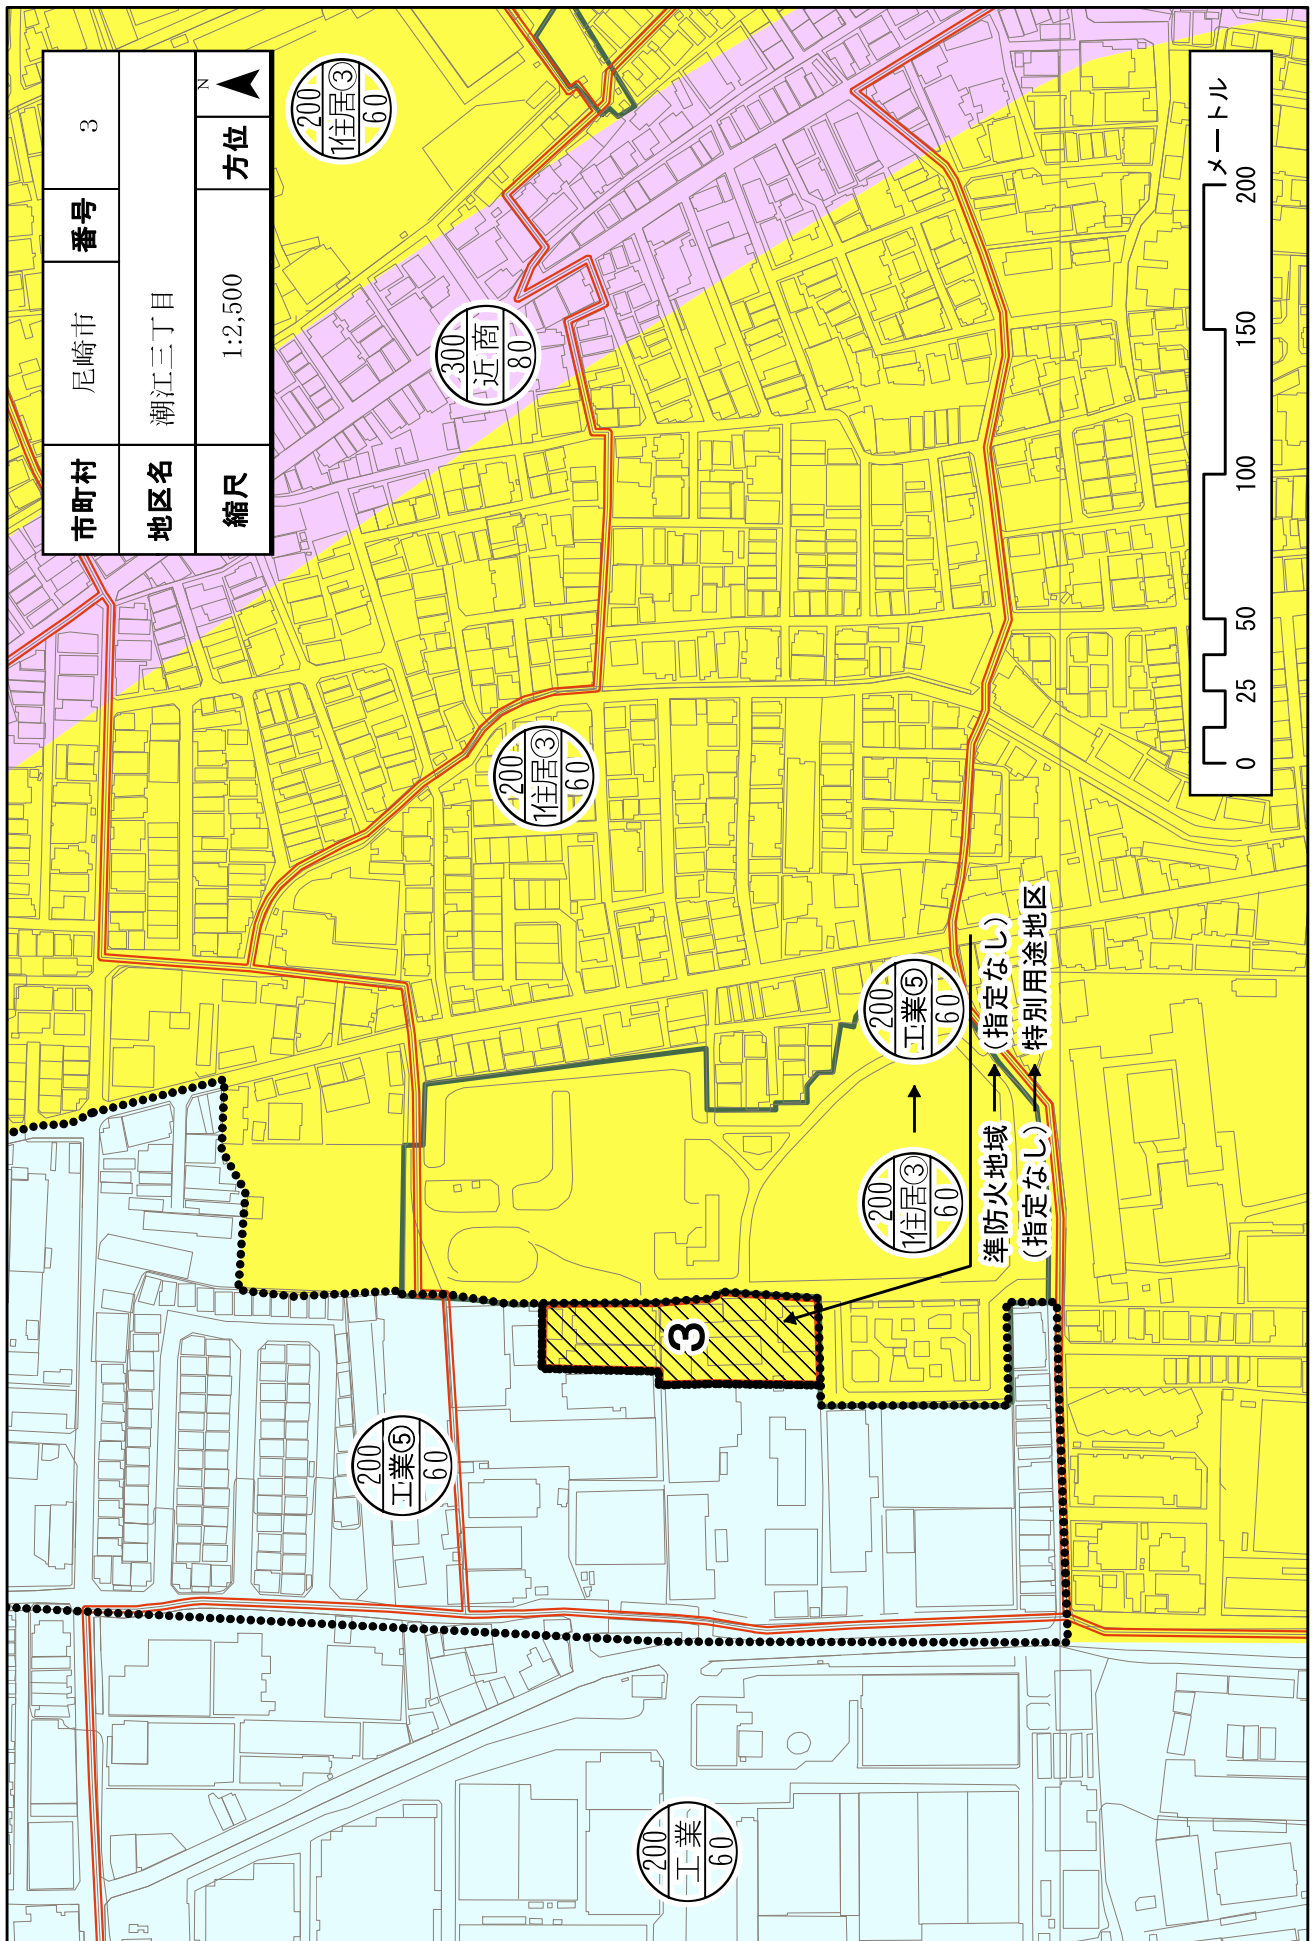 市町村 尼崎市 番号 3
地区名 潮江三丁目
縮尺 1:2,500 方位 N
200
1住居③
60
300
近商
80
200
1住居③
60
200
工業⑤
60
200
工業
60
3
200
1住居③
60
→
200
工業⑤
60
準防火地域 → (指定なし)
(指定なし) → 特別用途地区
0 25 50 100 150 200 メートル